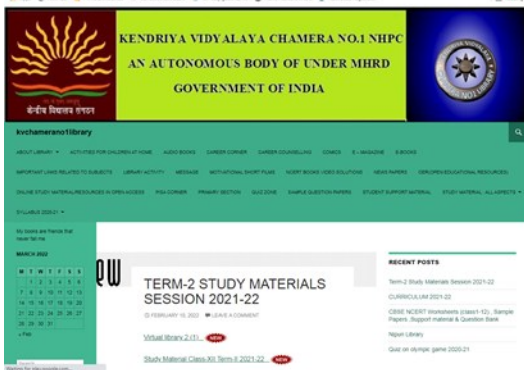 KENDRIYA VIDYALAYA CHAMERA NO.1 NHPC
AN AUTONOMOUS BODY OF UNDER MHRD
GOVERNMENT OF INDIA
केन्द्रीय विद्यालय संगठन
kvchamerano1library
ABOUT LIBRARY ACTIVITIES FOR CHILDREN AT HOME AUDIO BOOKS CAREER CORNER CAREER COUNSELLING COMICS E – MAGAZINE E-BOOKS
IMPORTANT LINKS RELATED TO SUBJECTS LIBRARY ACTIVITY MESSAGE MOTIVATIONAL SHORT FILMS NCERT BOOKS VIDEO SOLUTIONS NEWS PAPERS OER(OPEN EDUCATIONAL RESOURCES)
ONLINE STUDY MATERIAL/RESOURCES IN OPEN ACCESS PISA CORNER PRIMARY SECTION QUIZ ZONE SAMPLE QUESTION PAPERS STUDENT SUPPORT MATERIAL STUDY MATERIAL : ALL ASPECTS
SYLLABUS 2020-21
My books are friends that
never fail me
MARCH 2022
M T W T F S S
1 2 3 4 5 6
7 8 9 10 11 12 13
14 15 16 17 18 19 20
21 22 23 24 25 26 27
28 29 30 31
« Feb
Search
TERM-2 STUDY MATERIALS
SESSION 2021-22
FEBRUARY 10, 2022 LEAVE A COMMENT
Virtual library 2 (1) NEW
Study Material Class-XII Term-II 2021-22 NEW
RECENT POSTS
Term-2 Study Materials Session 2021-22
CURRICULUM 2021-22
CBSE NCERT Worksheets (class1-12) , Sample
Papers ,Support material & Question Bank
Nipun Library
Quiz on olympic game 2020-21